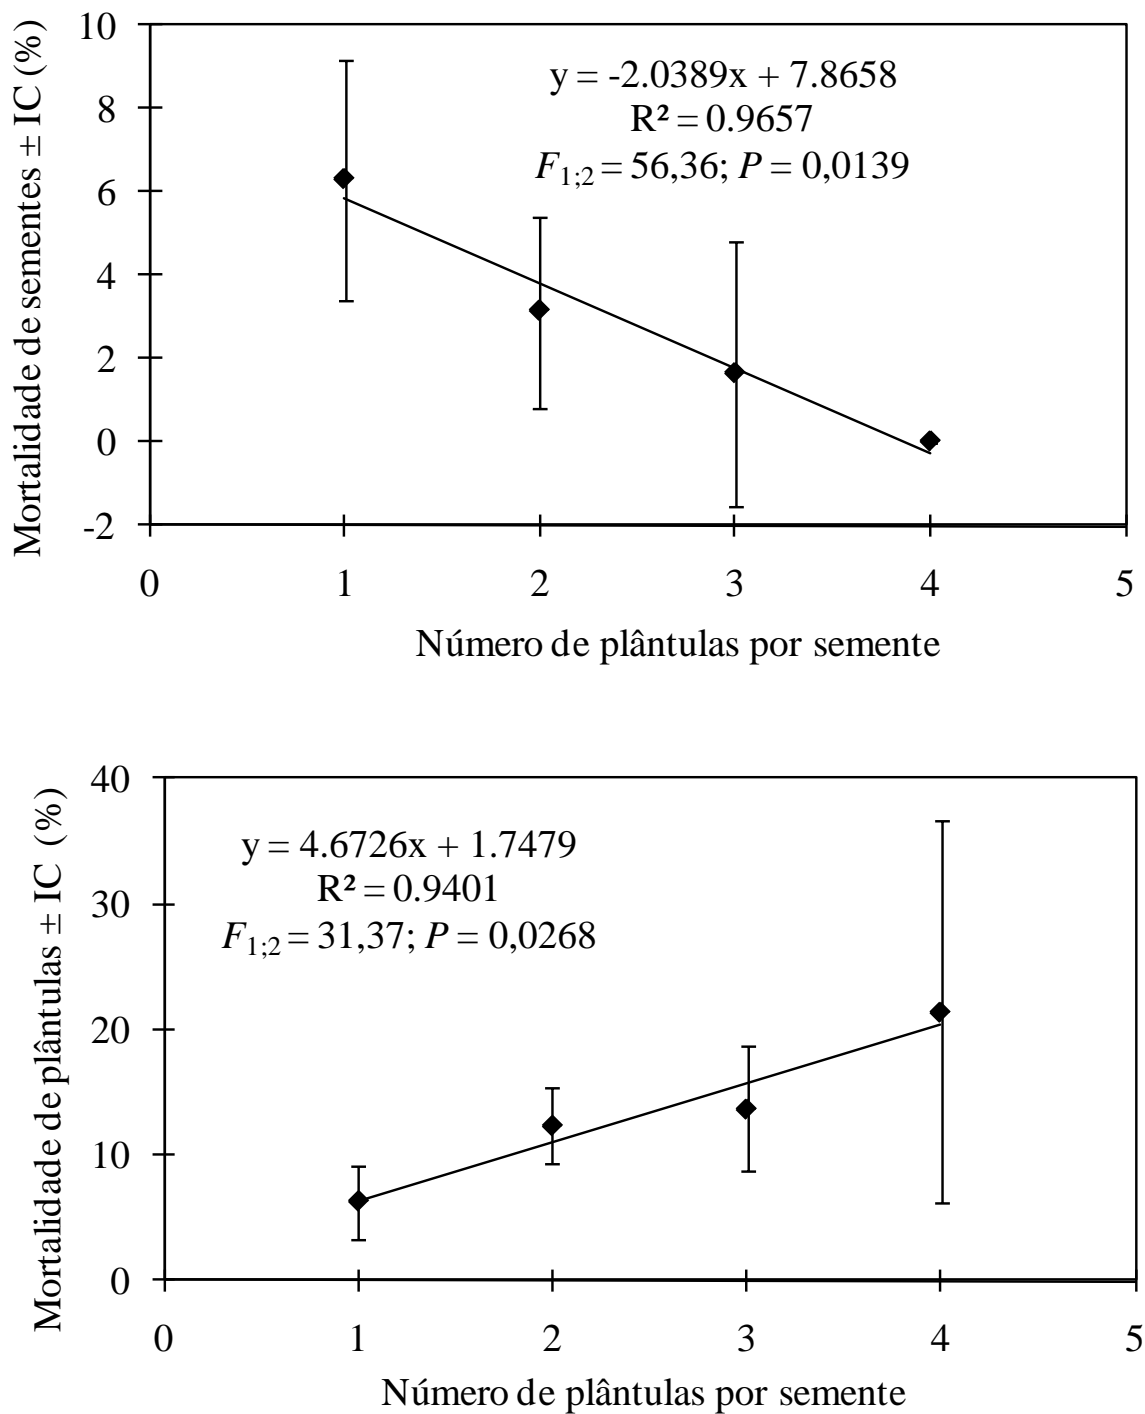 Mortalidade de sementes ± IC (%)
10
8
6
4
2
0
-2
y = -2.0389x + 7.8658
R² = 0.9657
F1;2 = 56,36; P = 0,0139
0 1 2 3 4 5
Número de plântulas por semente
Mortalidade de plântulas ± IC (%)
40
30
20
10
0
y = 4.6726x + 1.7479
R² = 0.9401
F1;2 = 31,37; P = 0,0268
0 1 2 3 4 5
Número de plântulas por semente